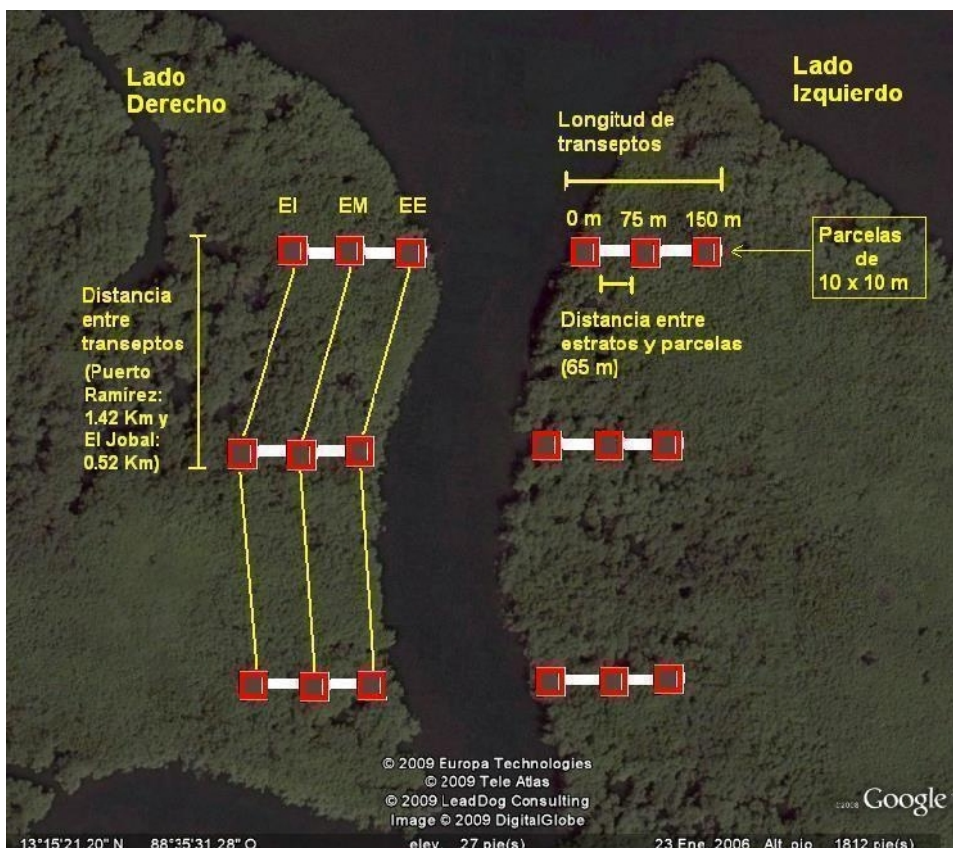 Lado
Derecho
Lado
Izquierdo
Longitud de
transeptos
EI EM EE
0 m 75 m 150 m
Parcelas
de
10 x 10 m
Distancia
entre
transeptos
(Puerto
Ramírez:
1.42 Km y
El Jobal:
0.52 Km)
Distancia entre
estratos y parcelas
(65 m)
© 2009 Europa Technologies
© 2009 Tele Atlas
© 2009 LeadDog Consulting
Image © 2009 DigitalGlobe
©2008 Google
13°15'21.20" N 88°35'31.28" O elev. 27 pie(s) 23 Ene, 2006 Alt. ojo 1812 pie(s)